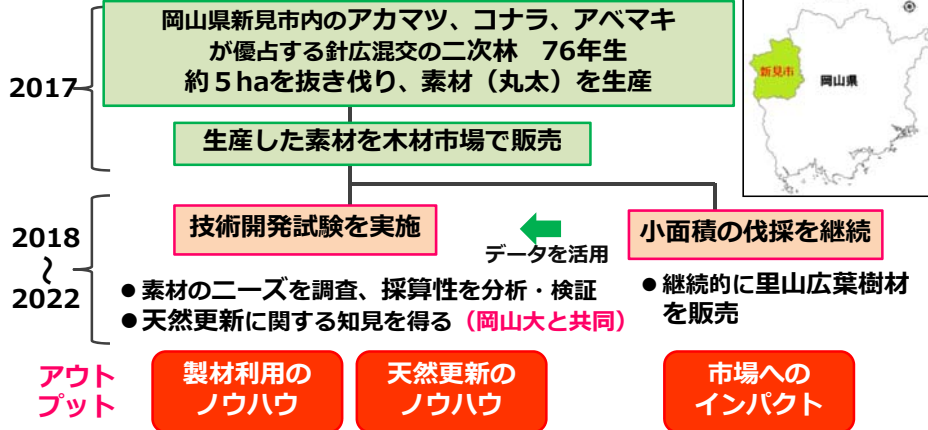 岡山県新見市内のアカマツ、コナラ、アベマキ
が優占する針広混交の二次林　76年生
約５haを抜き伐り、素材（丸太）を生産
2017
新見市
岡山県
生産した素材を木材市場で販売
2018
～
2022
技術開発試験を実施
データを活用
小面積の伐採を継続
●素材のニーズを調査、採算性を分析・検証
●天然更新に関する知見を得る（岡山大と共同）
●継続的に里山広葉樹材
を販売
アウト
プット
製材利用の
ノウハウ
天然更新の
ノウハウ
市場への
インパクト